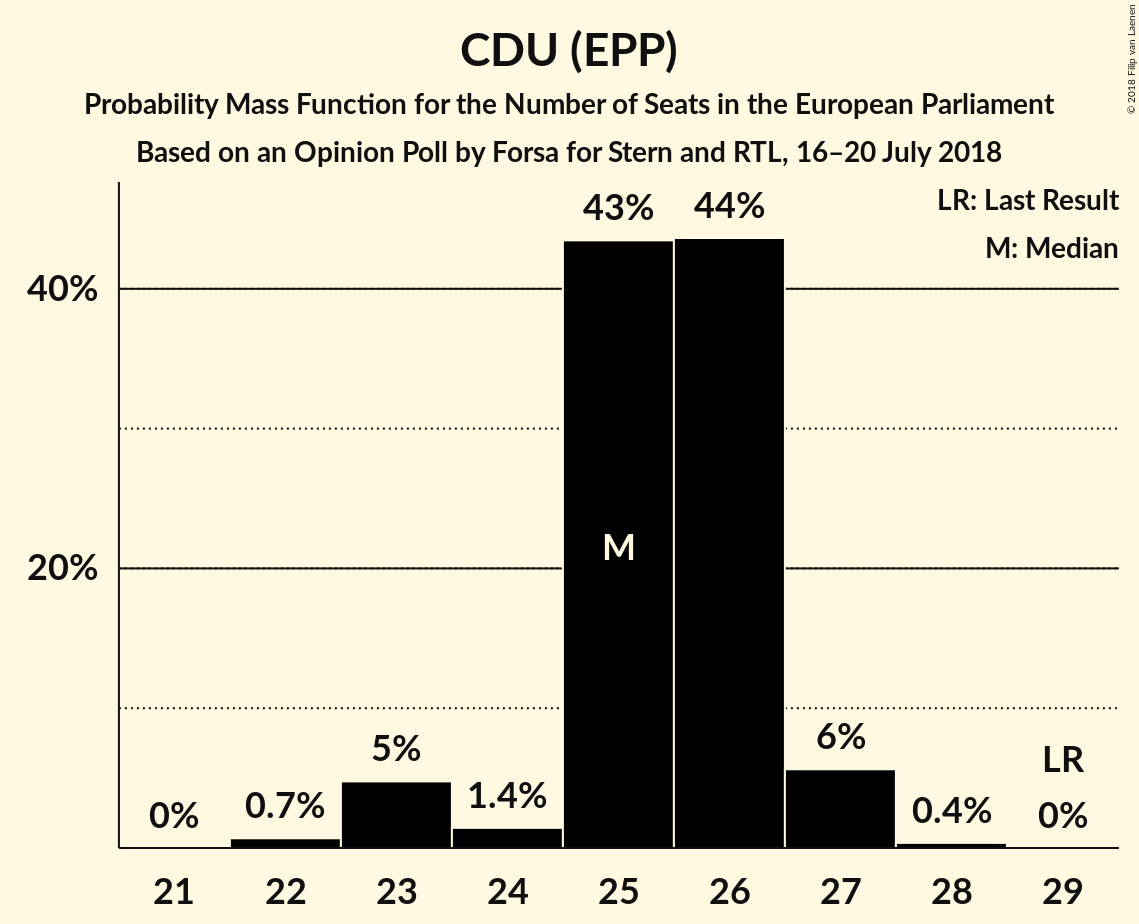 CDU (EPP)
Probability Mass Function for the Number of Seats in the European Parliament
Based on an Opinion Poll by Forsa for Stern and RTL, 16–20 July 2018
© 2018 Filip van Laenen
LR: Last Result
M: Median
43%
44%
40%
20%
M
0%
0.7%
5%
1.4%
6%
0.4%
LR
0%
21
22
23
24
25
26
27
28
29